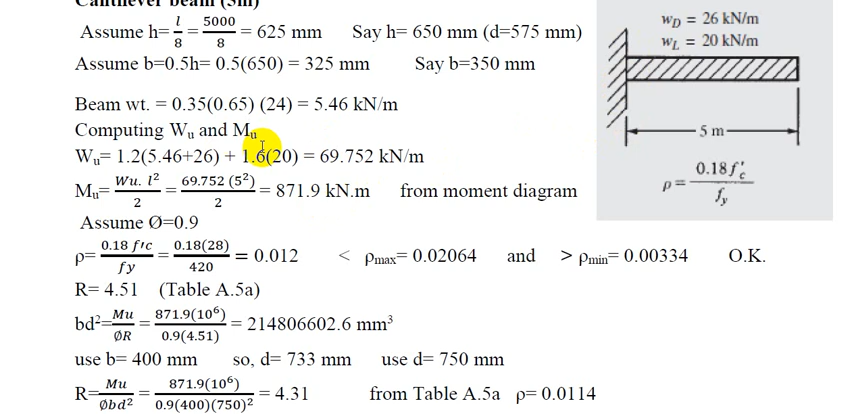 Cantilever beam (5m)
Assume h= l/8 = 5000/8 = 625 mm Say h= 650 mm (d=575 mm)
Assume b=0.5h= 0.5(650) = 325 mm Say b=350 mm
Beam wt. = 0.35(0.65) (24) = 5.46 kN/m
Computing Wu and Mu
Wu= 1.2(5.46+26) + 1.6(20) = 69.752 kN/m
Mu= Wu. l²/2 = 69.752 (5²)/2 = 871.9 kN.m from moment diagram
Assume Ø=0.9
ρ= 0.18 f′c/fy = 0.18(28)/420 = 0.012 < ρmax= 0.02064 and > ρmin= 0.00334 O.K.
R= 4.51 (Table A.5a)
bd²= Mu/ØR = 871.9(10⁶)/0.9(4.51) = 214806602.6 mm³
use b= 400 mm so, d= 733 mm use d= 750 mm
R= Mu/Øbd² = 871.9(10⁶)/0.9(400)(750)² = 4.31 from Table A.5a ρ= 0.0114
wD = 26 kN/m
wL = 20 kN/m
5 m
ρ = 0.18f′c/fy